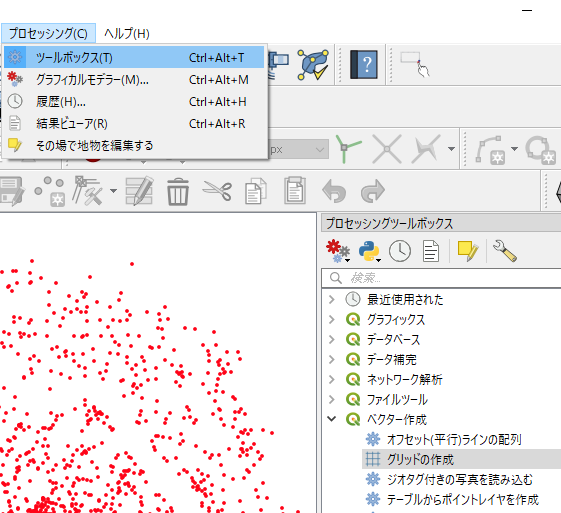 プロセッシング(C) ヘルプ(H)
ツールボックス(T) Ctrl+Alt+T
グラフィカルモデラー(M)... Ctrl+Alt+M
履歴(H)... Ctrl+Alt+H
結果ビューア(R) Ctrl+Alt+R
その場で地物を編集する
px
プロセッシングツールボックス
検索...
最近使用された
グラフィックス
データベース
データ補完
ネットワーク解析
ファイルツール
ベクター作成
オフセット(平行)ラインの配列
グリッドの作成
ジオタグ付きの写真を読み込む
テーブルからポイントレイヤを作成